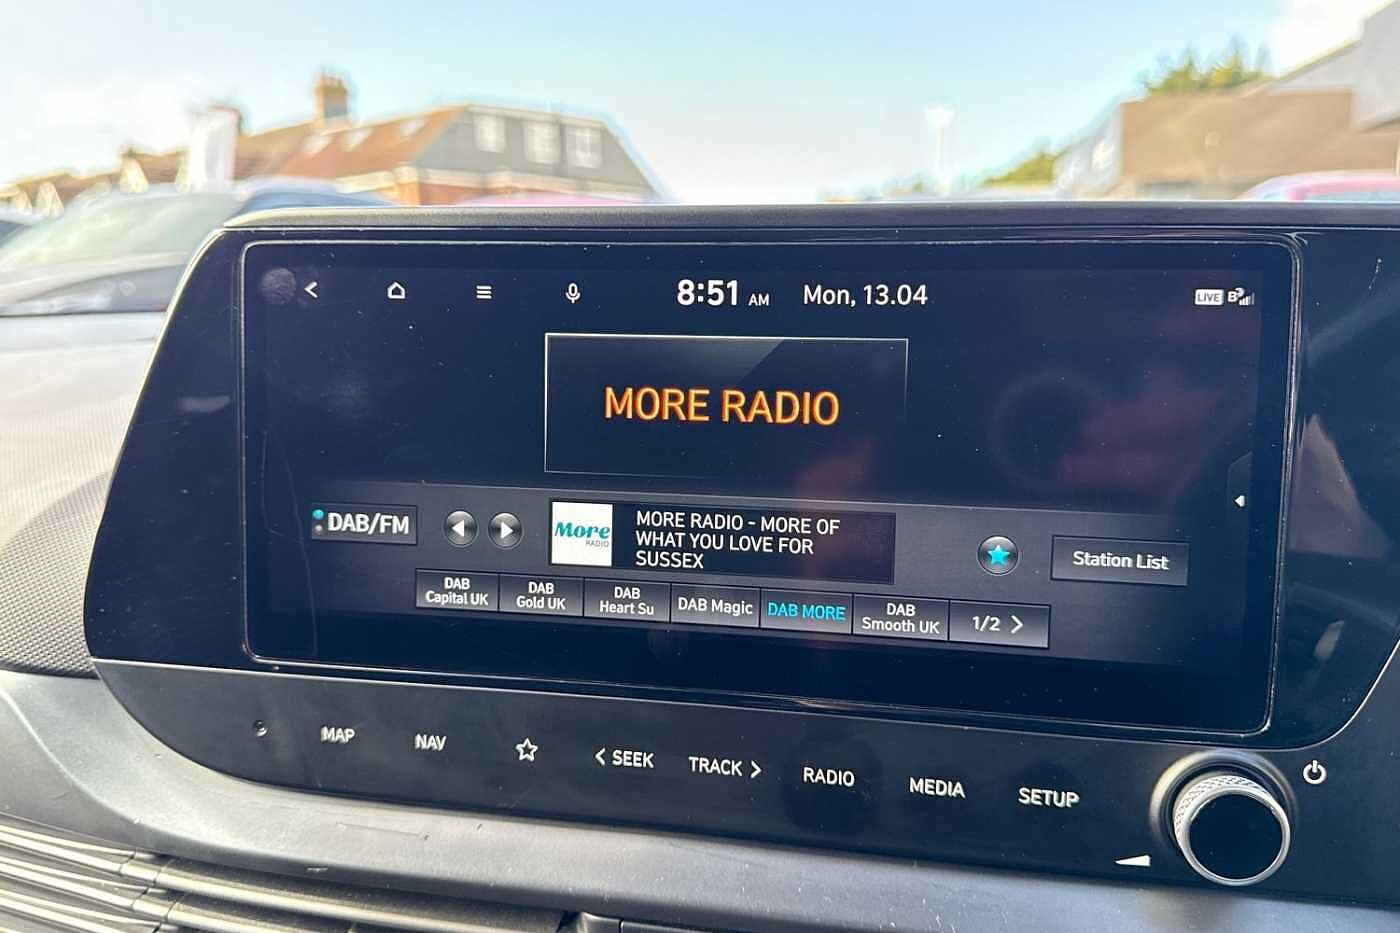 8:51 AM Mon, 13.04
LIVE
MORE RADIO
DAB/FM
More
RADIO
MORE RADIO - MORE OF
WHAT YOU LOVE FOR
SUSSEX
Station List
DAB
Capital UK
DAB
Gold UK
DAB
Heart Su
DAB Magic
DAB MORE
DAB
Smooth UK
1/2 >
MAP
NAV
< SEEK
TRACK >
RADIO
MEDIA
SETUP